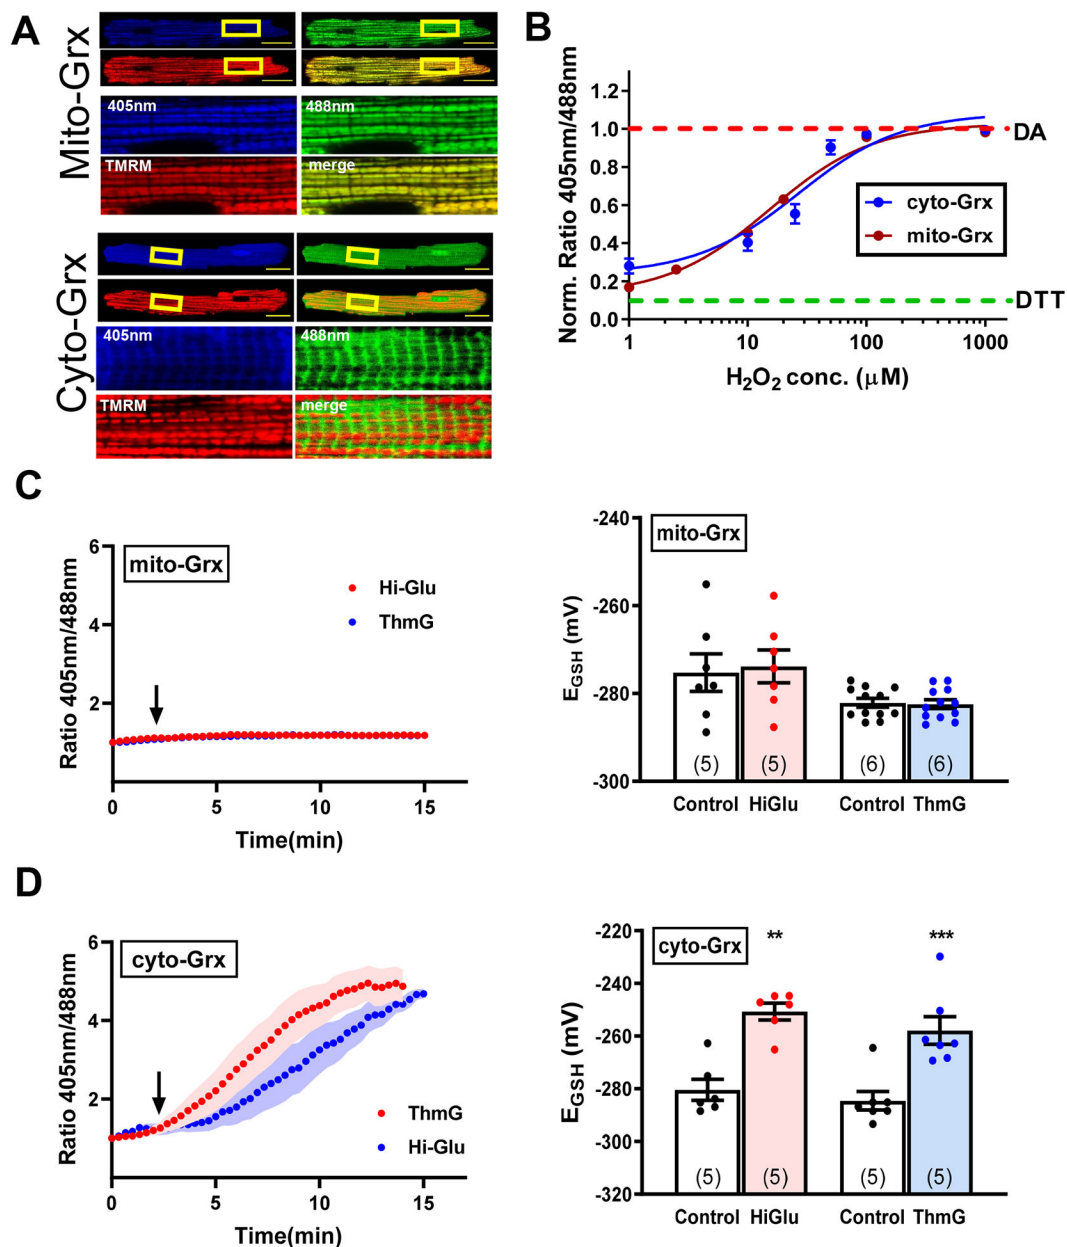 A
Mito-Grx
405nm
488nm
TMRM
merge
Cyto-Grx
405nm
488nm
TMRM
merge
B
Norm. Ratio 405nm/488nm
1.2
1.0
0.8
0.6
0.4
0.2
0.0
DA
DTT
cyto-Grx
mito-Grx
1
10
100
1000
H₂O₂ conc. (μM)
C
Ratio 405nm/488nm
6
4
2
mito-Grx
Hi-Glu
ThmG
0
5
10
15
Time(min)
E_GSH (mV)
-240
-260
-280
-300
mito-Grx
(5)
(5)
(6)
(6)
Control
HiGlu
Control
ThmG
D
Ratio 405nm/488nm
6
4
2
cyto-Grx
ThmG
Hi-Glu
0
5
10
15
Time(min)
E_GSH (mV)
-220
-240
-260
-280
-300
-320
cyto-Grx
**
***
(5)
(5)
(5)
(5)
Control
HiGlu
Control
ThmG